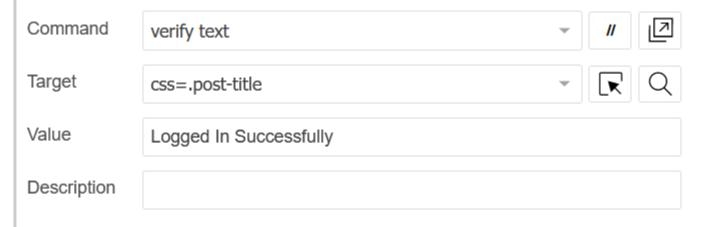 Command verify text //
Target css=.post-title
Value Logged In Successfully
Description